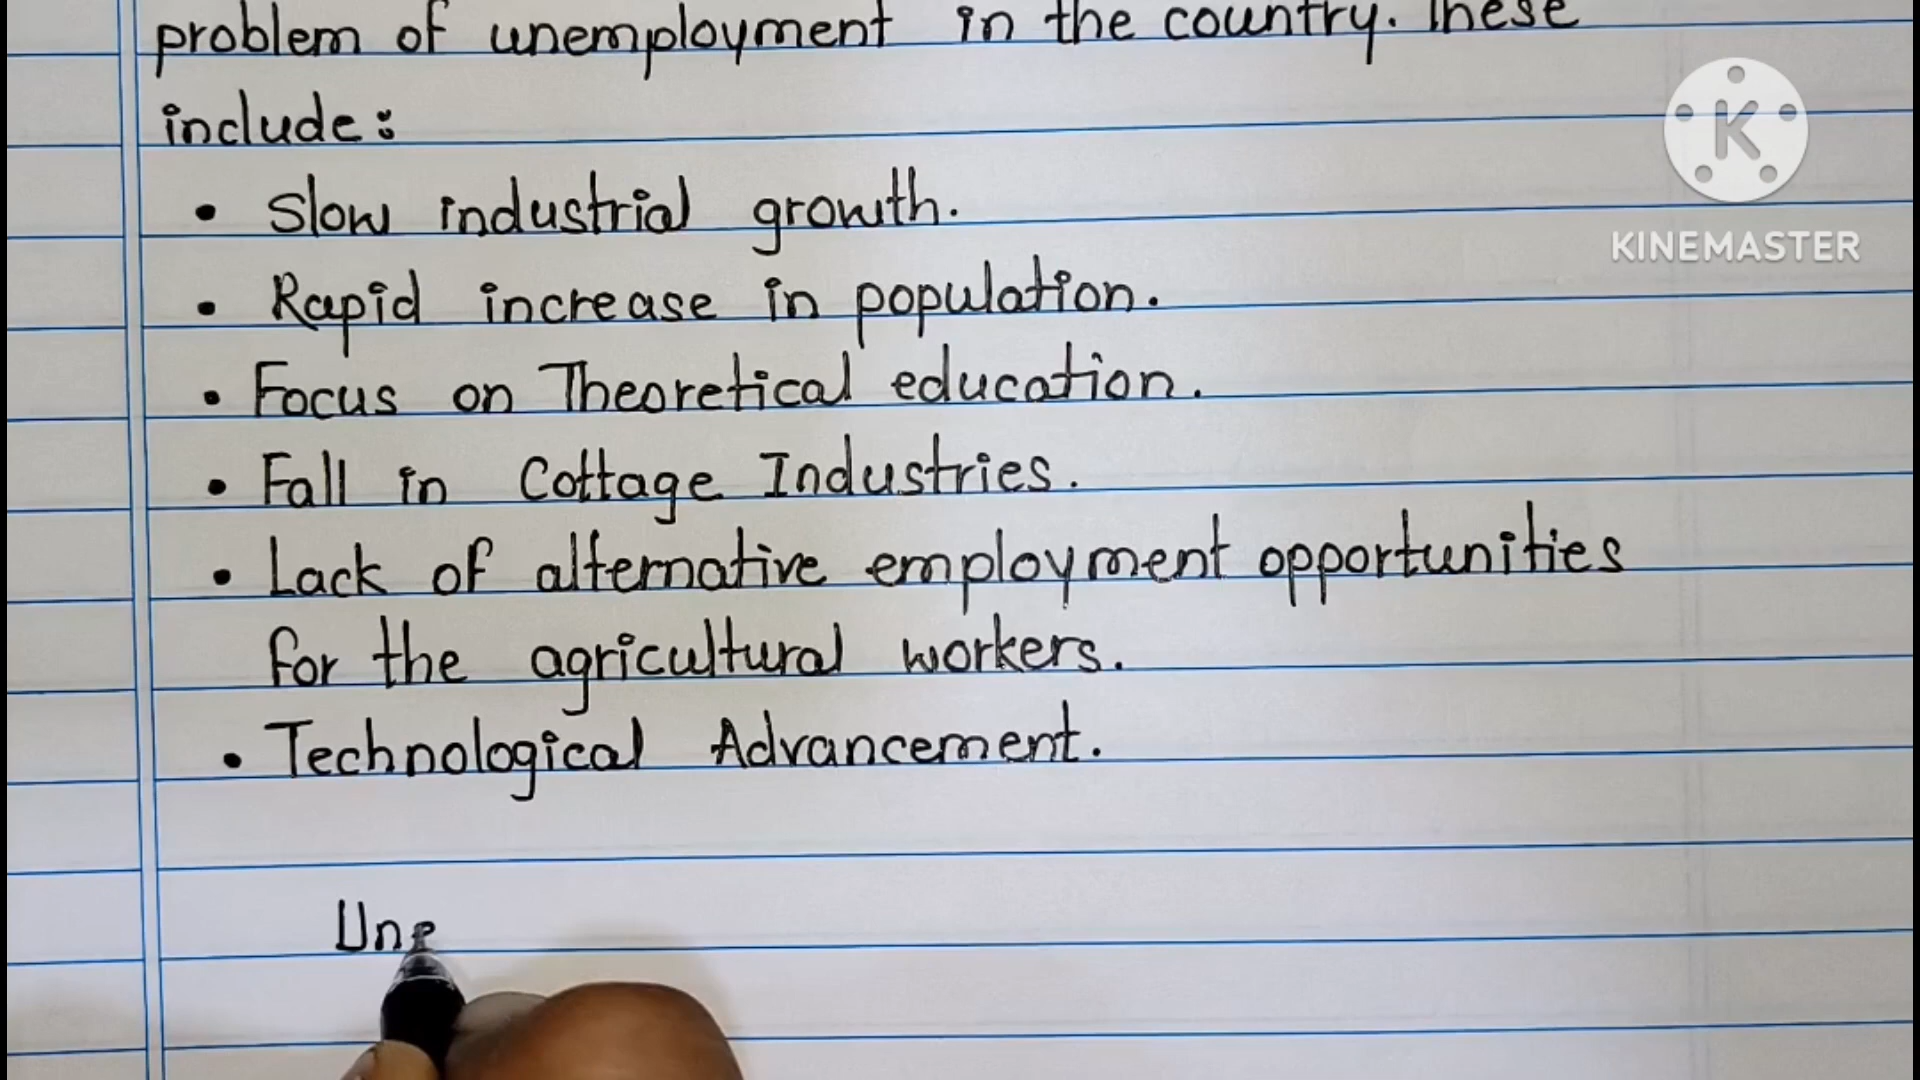 problem of unemployment in the country. These
include:
• Slow industrial growth.
• Rapid increase in population.
• Focus on Theoretical education.
• Fall in Cottage Industries.
• Lack of alternative employment opportunities
for the agricultural workers.
• Technological Advancement.
Une
K
KINEMASTER